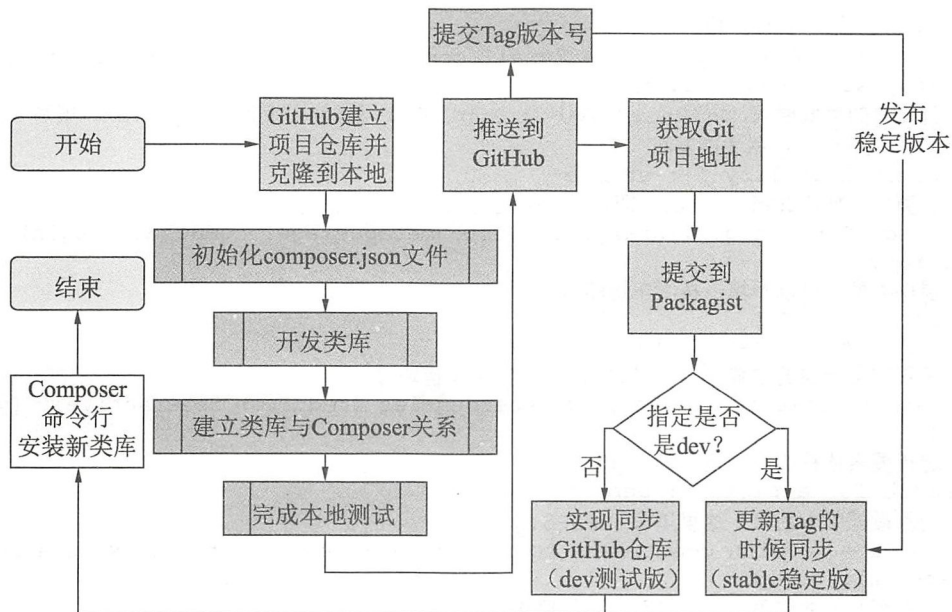 提交Tag版本号
开始
GitHub建立
项目仓库并
克隆到本地
推送到
GitHub
获取Git
项目地址
发布
稳定版本
初始化composer.json文件
结束
提交到
Packagist
开发类库
Composer
命令行
安装新类库
建立类库与Composer关系
指定是否
是dev？
否
是
完成本地测试
实现同步
GitHub仓库
（dev测试版）
更新Tag的
时候同步
（stable稳定版）